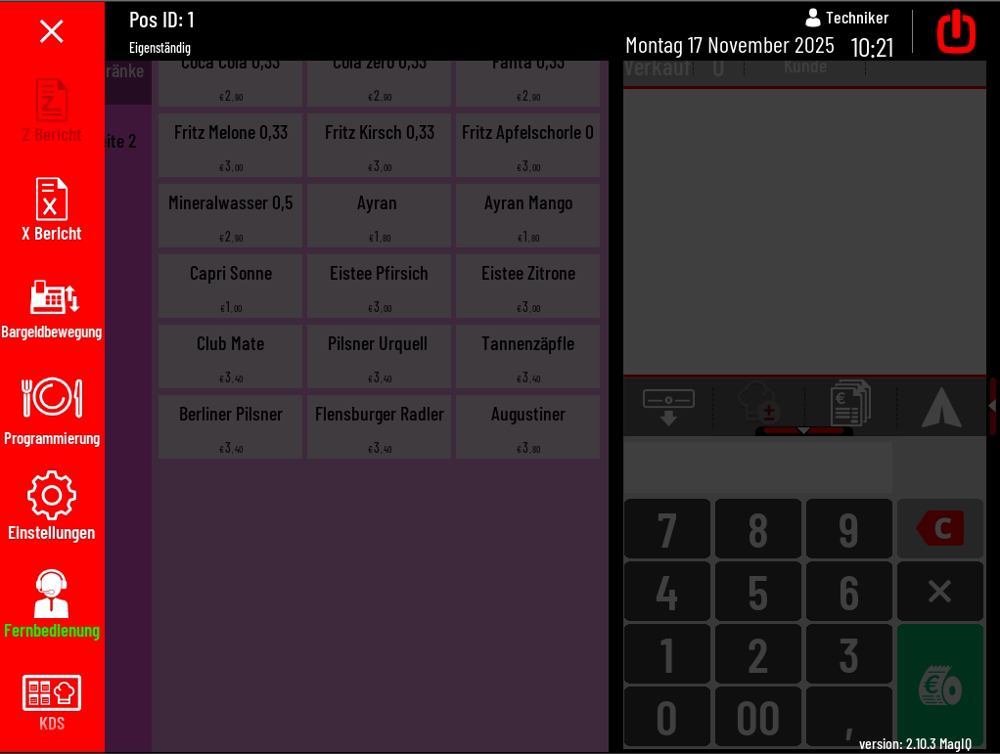 Pos ID: 1
Eigenständig
Techniker
Montag 17 November 2025 10:21
Z Bericht
X Bericht
Bargeldbewegung
Programmierung
EInstellungen
Fernbedienung
KDS
ränke
ite 2
Coca Cola 0,33
€2,80
Cola Zero 0,33
€2,80
Fanta 0,33
€2,80
Fritz Melone 0,33
€3,00
Fritz Kirsch 0,33
€3,00
Fritz Apfelschorle 0
€3,00
Mineralwasser 0,5
€2,80
Ayran
€1,80
Ayran Mango
€1,80
Capri Sonne
€1,00
Eistee Pfirsich
€3,00
Eistee Zitrone
€3,00
Club Mate
€3,40
Pilsner Urquell
€3,40
Tannenzäpfle
€3,40
Berliner Pilsner
€3,40
Flensburger Radler
€3,40
Augustiner
€3,80
Verkauf 0 Kunde
7 8 9 C
4 5 6 ×
1 2 3
0 00 ,
version: 2.10.3 MagIQ